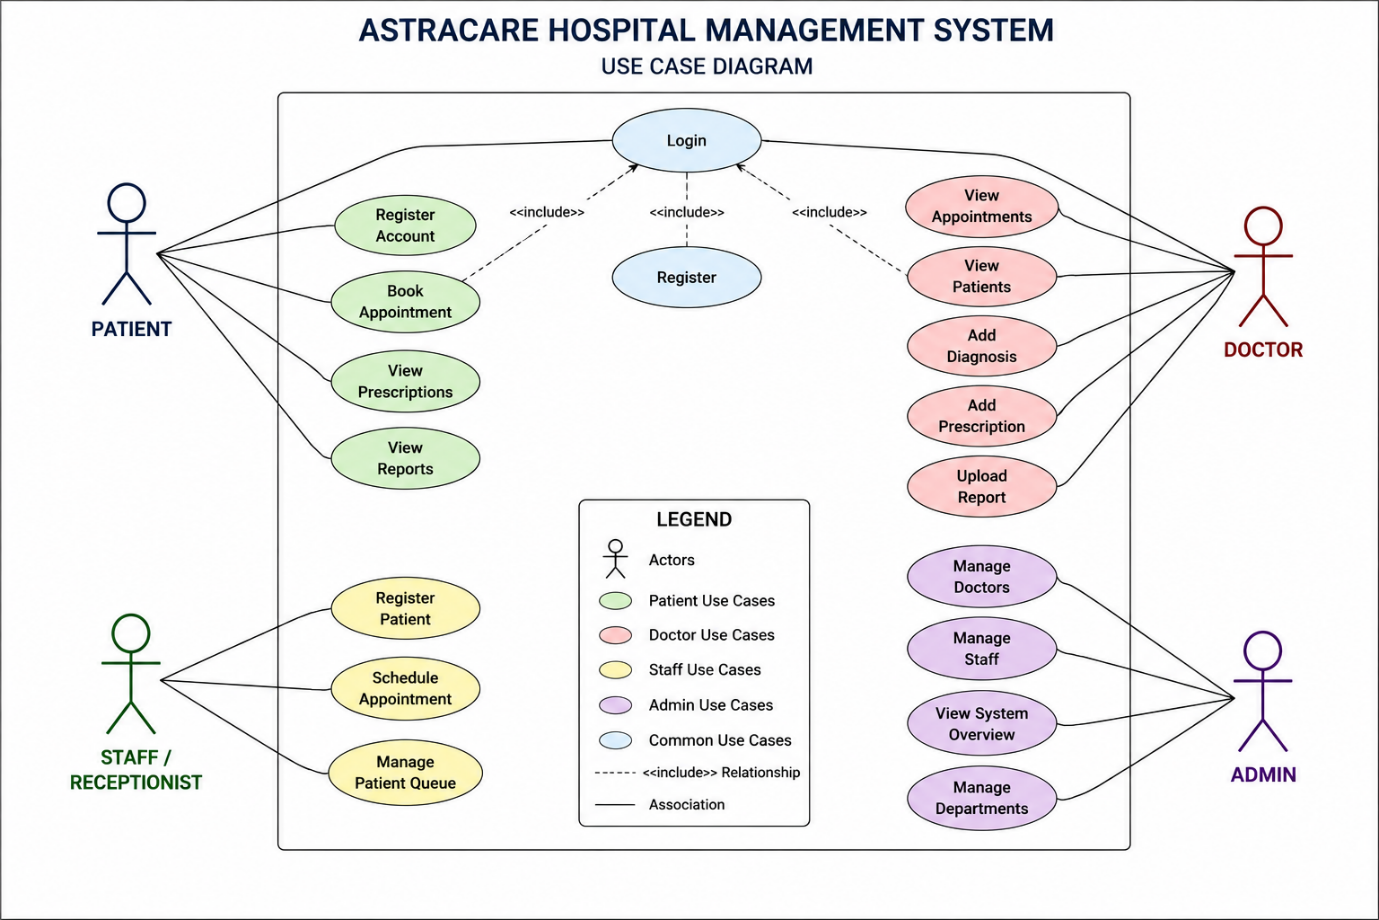 ASTRACARE HOSPITAL MANAGEMENT SYSTEM
USE CASE DIAGRAM
Login
<<include>>
<<include>>
<<include>>
Register
PATIENT
Register
Account
Book
Appointment
View
Prescriptions
View
Reports
View
Appointments
View
Patients
Add
Diagnosis
Add
Prescription
Upload
Report
DOCTOR
STAFF /
RECEPTIONIST
Register
Patient
Schedule
Appointment
Manage
Patient Queue
LEGEND
Actors
Patient Use Cases
Doctor Use Cases
Staff Use Cases
Admin Use Cases
Common Use Cases
<<include>> Relationship
Association
Manage
Doctors
Manage
Staff
View System
Overview
Manage
Departments
ADMIN